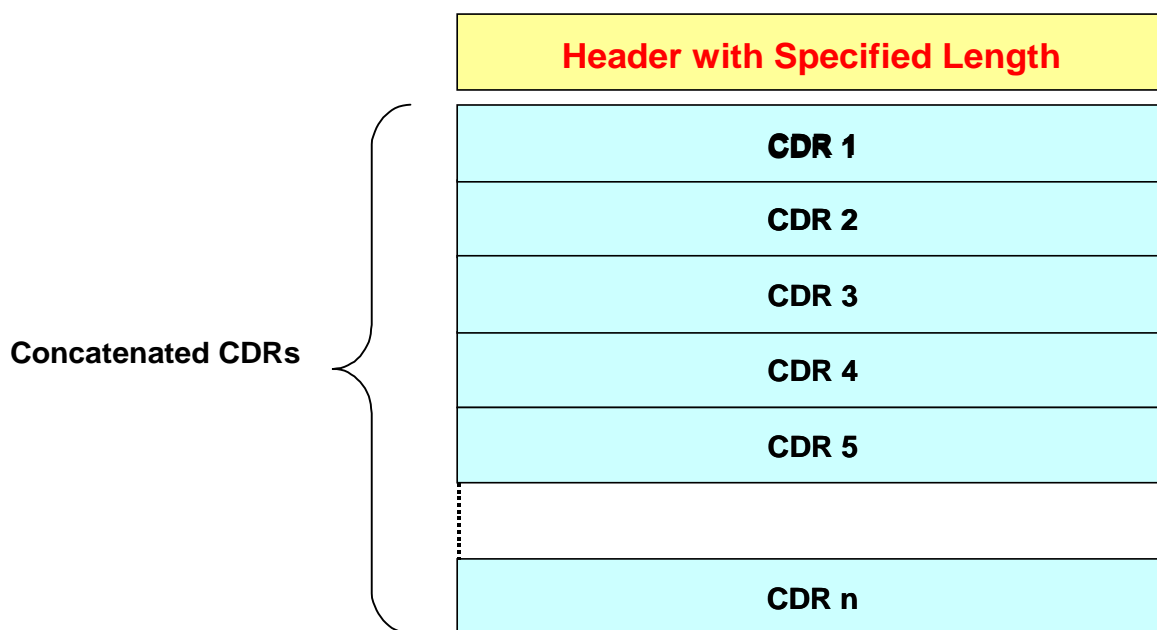 Header with Specified Length
CDR 1
CDR 2
CDR 3
Concatenated CDRs
CDR 4
CDR 5
CDR n